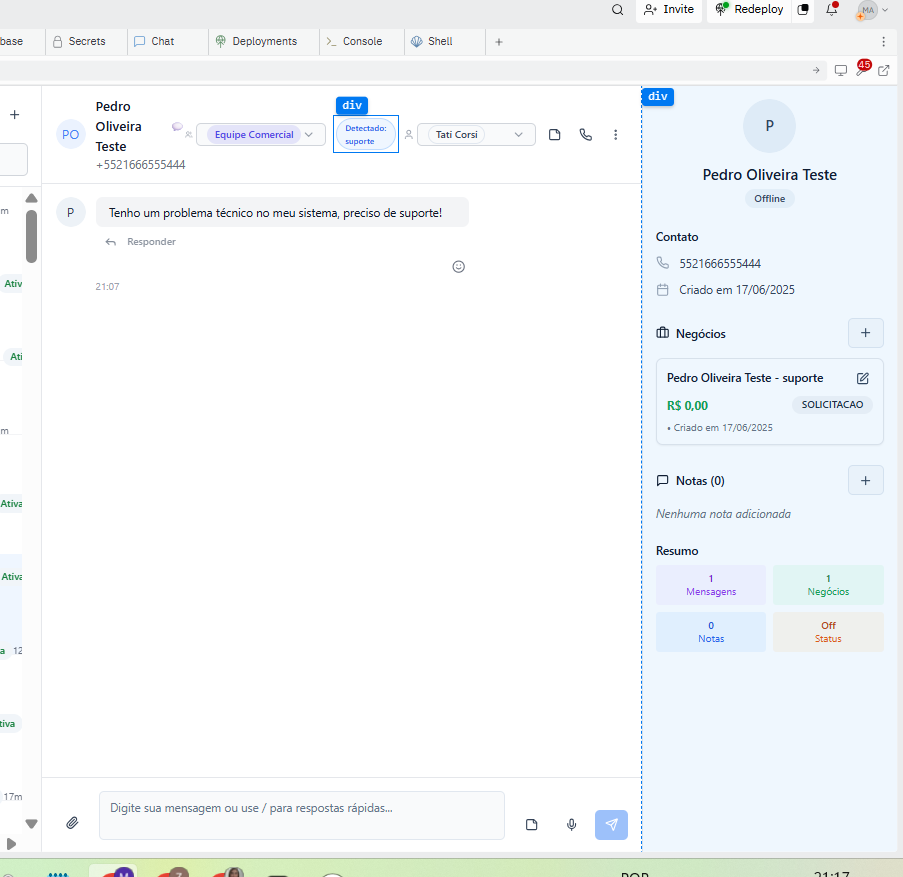 MA
Invite
Redeploy
base
Secrets
Chat
Deployments
Console
Shell
45
div
div
Pedro
Oliveira
Teste
PO
+5521666555444
Equipe Comercial
Detectado:
suporte
Tati Corsi
P
Tenho um problema técnico no meu sistema, preciso de suporte!
Responder
21:07
m
Ativ
Ati
m
Ativa
Ativa
a 12
tiva
17m
P
Pedro Oliveira Teste
Offline
Contato
5521666555444
Criado em 17/06/2025
Negócios
Pedro Oliveira Teste - suporte
R$ 0,00
SOLICITACAO
• Criado em 17/06/2025
Notas (0)
Nenhuma nota adicionada
Resumo
1
Mensagens
1
Negócios
0
Notas
Off
Status
Digite sua mensagem ou use / para respostas rápidas...